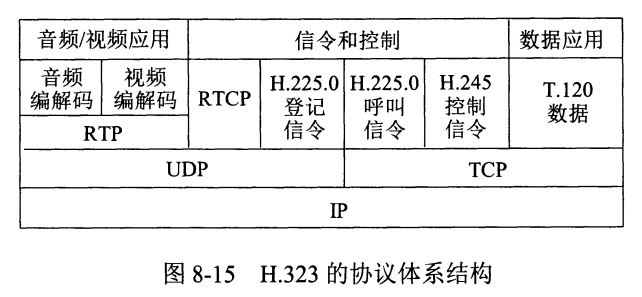 音频/视频应用 信令和控制 数据应用
音频 视频 H.225.0 H.225.0 H.245 T.120
编解码 编解码 RTCP 登记 呼叫 控制 数据
RTP 信令 信令 信令
UDP TCP
IP
图 8-15 H.323 的协议体系结构